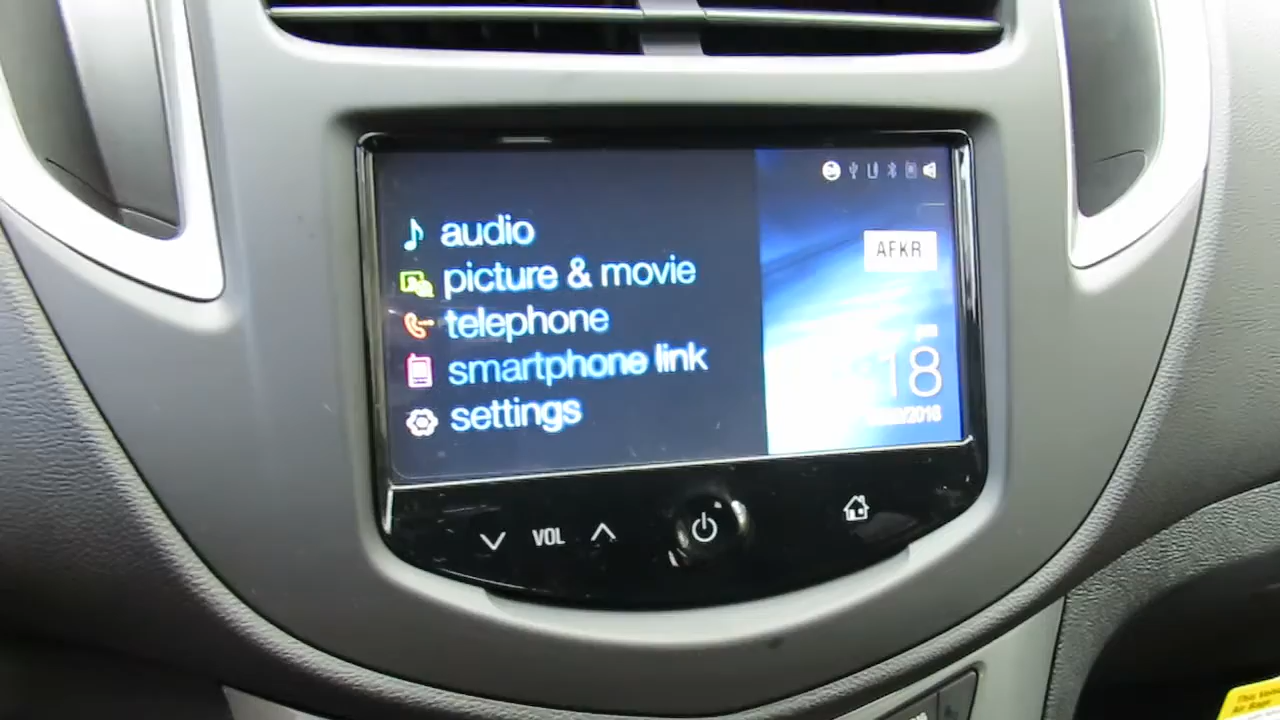 audio
picture & movie
telephone
smartphone link
settings
AFKR
18
VOL